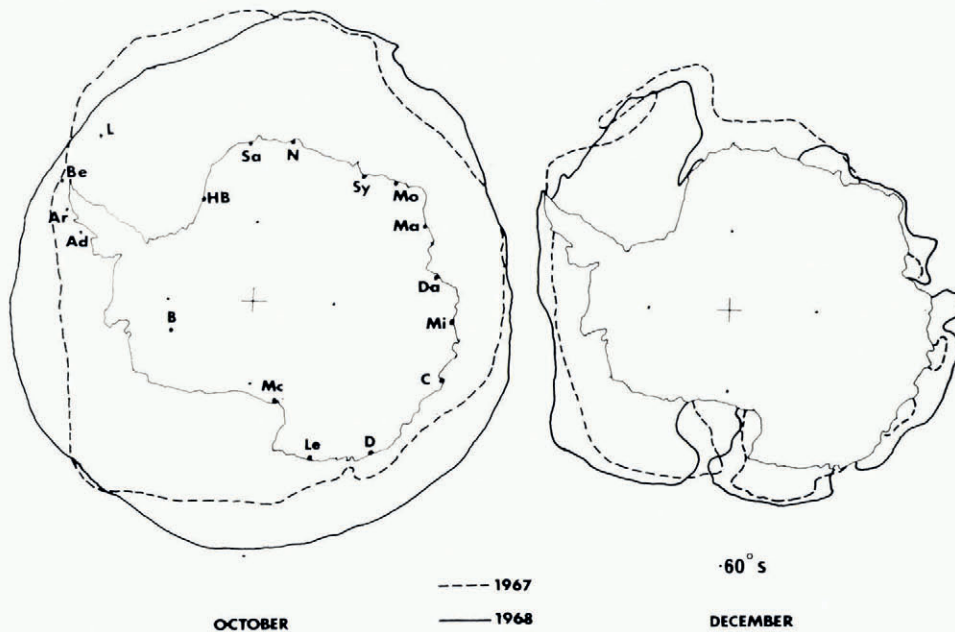 L
Be
Sa
N
HB
Sy
Mo
Ar
Ad
Ma
Da
B
Mi
C
Mc
Le
D
·60°s
1967
1968
OCTOBER
DECEMBER